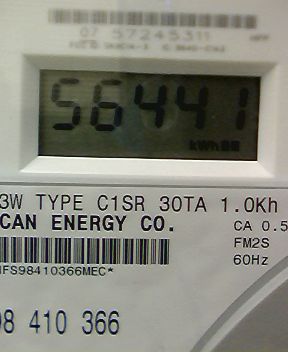 07 57245311
56441
kWh
3W TYPE C1SR 30TA 1.0Kh
CAN ENERGY CO.
CA 0.5
FM2S
60Hz
IFS98410366MEC*
98 410 366